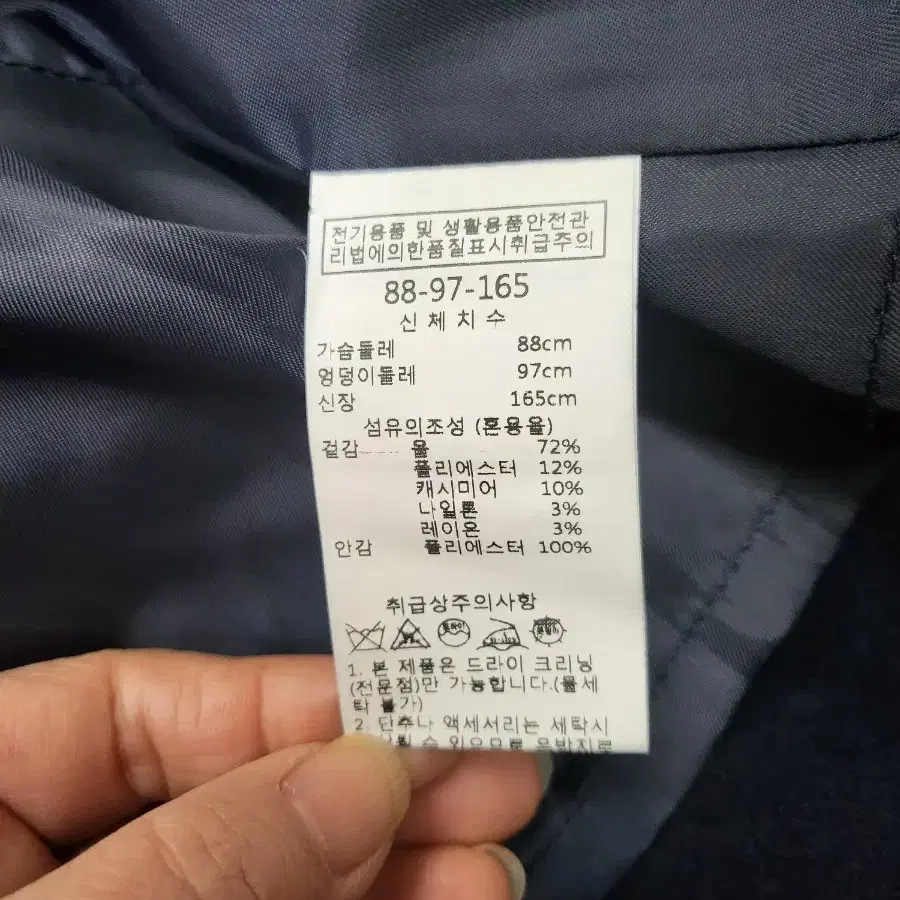 전기용품 및 생활용품안전관
리법에의한품질표시취급주의
88-97-165
신체치수
가슴둘레 88cm
엉덩이둘레 97cm
신장 165cm
섬유의조성 (혼용율)
겉감 울 72%
폴리에스터 12%
캐시미어 10%
나일론 3%
레이온 3%
안감 폴리에스터 100%
취급상주의사항
1. 본 제품은 드라이 크리닝
(전문점)만 가능합니다.(물세
탁 불가)
2. 단추나 액세서리는 세탁시
수 있으므로